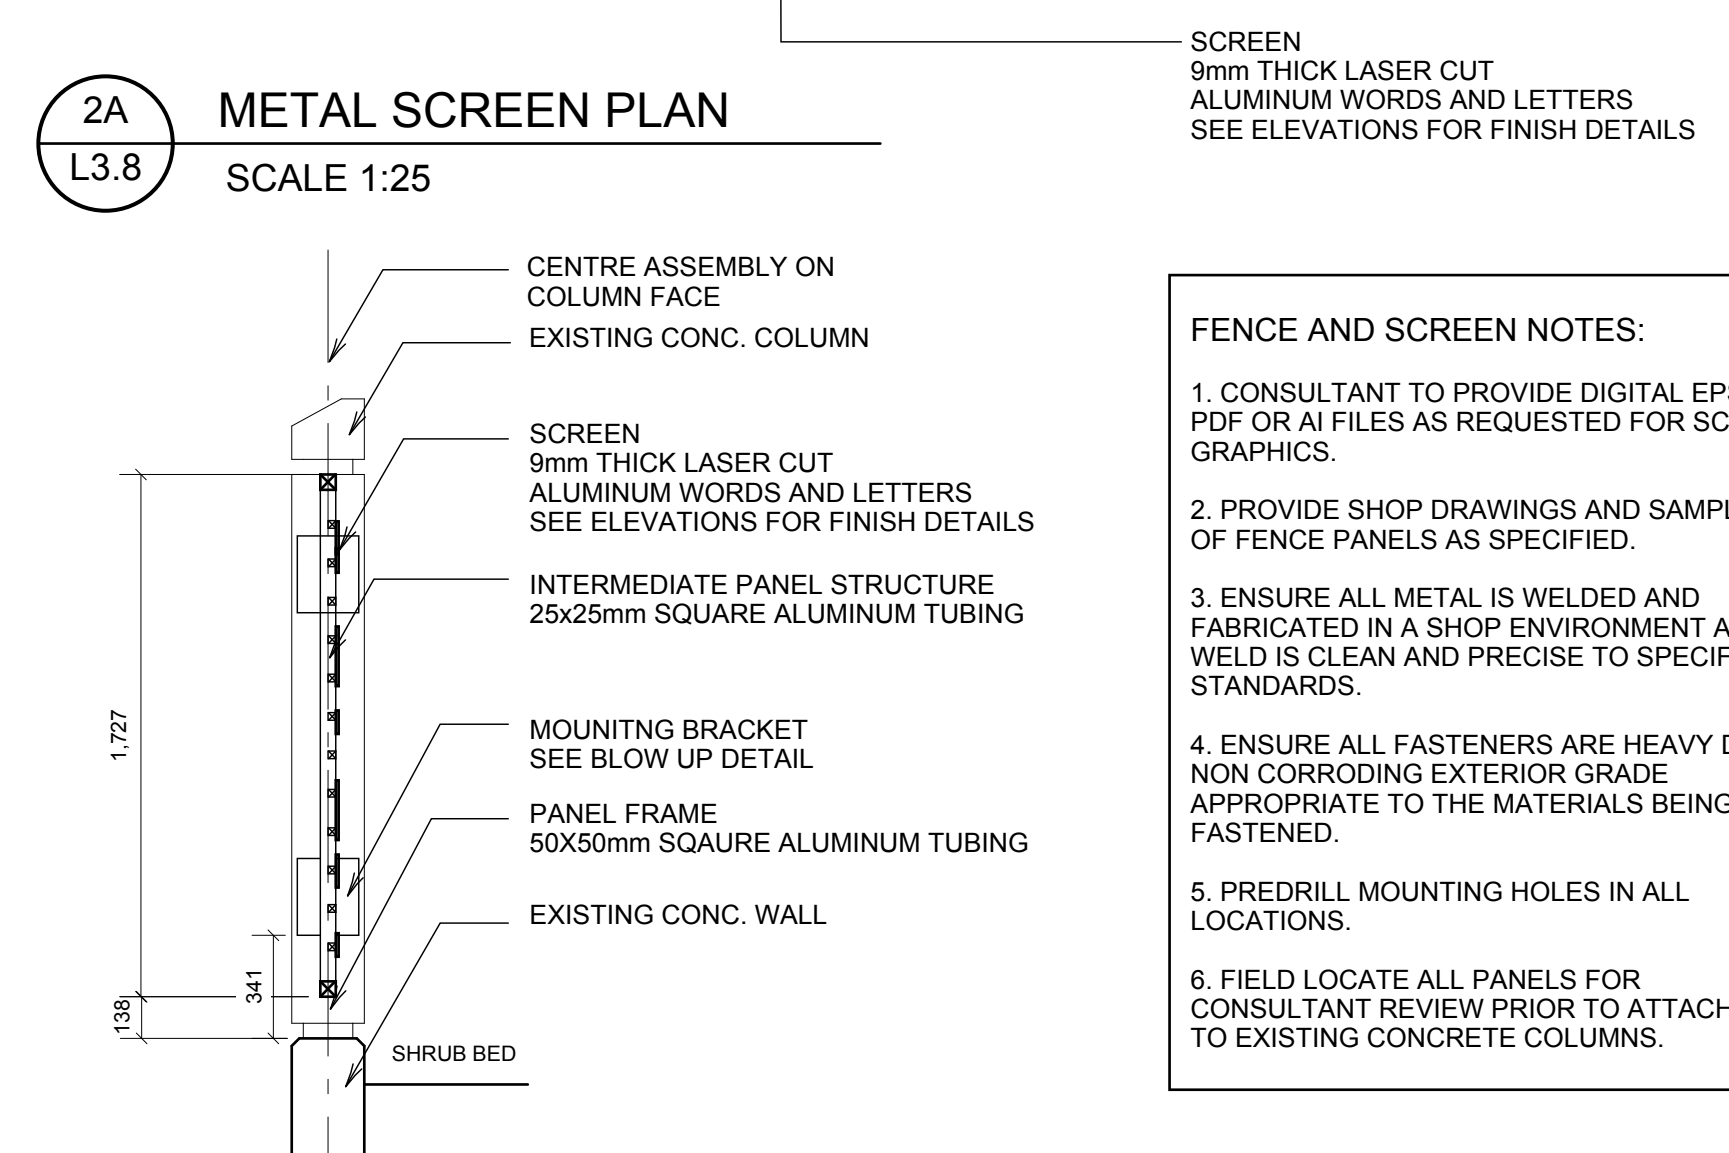 SCREEN
9mm THICK LASER CUT
ALUMINUM WORDS AND LETTERS
SEE ELEVATIONS FOR FINISH DETAILS
2A
L3.8
METAL SCREEN PLAN
SCALE 1:25
CENTRE ASSEMBLY ON
COLUMN FACE
EXISTING CONC. COLUMN
SCREEN
9mm THICK LASER CUT
ALUMINUM WORDS AND LETTERS
SEE ELEVATIONS FOR FINISH DETAILS
INTERMEDIATE PANEL STRUCTURE
25x25mm SQUARE ALUMINUM TUBING
MOUNITNG BRACKET
SEE BLOW UP DETAIL
PANEL FRAME
50X50mm SQAURE ALUMINUM TUBING
EXISTING CONC. WALL
1,727
341
138
SHRUB BED
FENCE AND SCREEN NOTES:
1. CONSULTANT TO PROVIDE DIGITAL
PDF OR AI FILES AS REQUESTED FOR
GRAPHICS.
2. PROVIDE SHOP DRAWINGS AND
OF FENCE PANELS AS SPECIFIED.
3. ENSURE ALL METAL IS WELDED AND
FABRICATED IN A SHOP ENVIRONMENT
WELD IS CLEAN AND PRECISE TO
STANDARDS.
4. ENSURE ALL FASTENERS ARE HEAVY
NON CORRODING EXTERIOR GRADE
APPROPRIATE TO THE MATERIALS BEING
FASTENED.
5. PREDRILL MOUNTING HOLES IN ALL
LOCATIONS.
6. FIELD LOCATE ALL PANELS FOR
CONSULTANT REVIEW PRIOR TO
TO EXISTING CONCRETE COLUMNS.